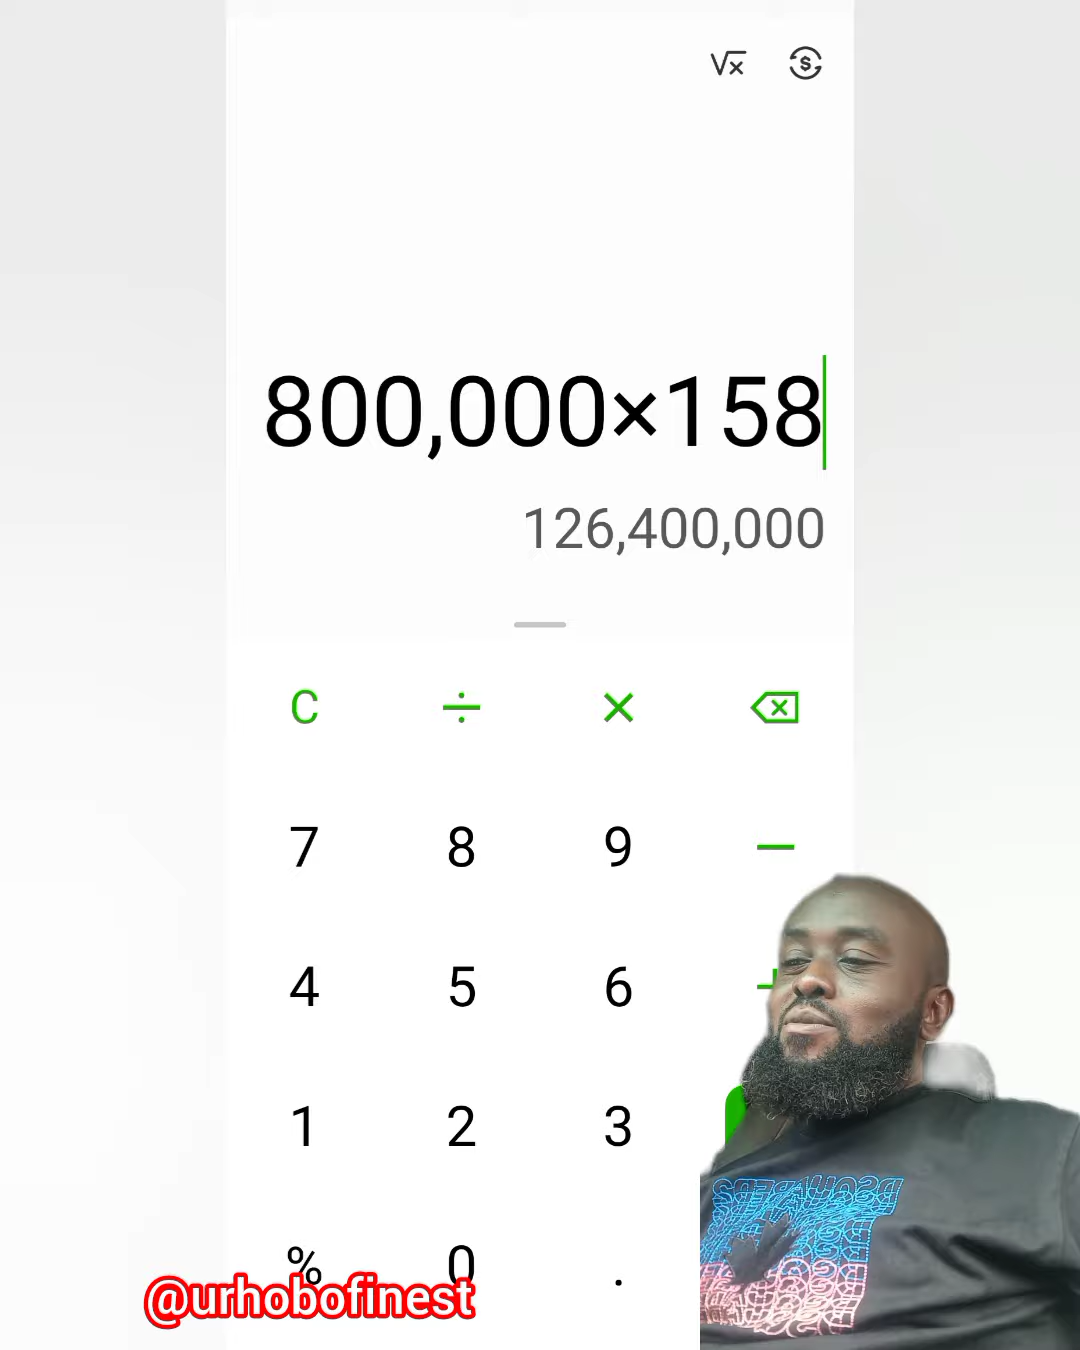 √x $
800,000×158
126,400,000
C ÷ ×
7 8 9 −
4 5 6 +
1 2 3
% 0 .
@urhobofinest